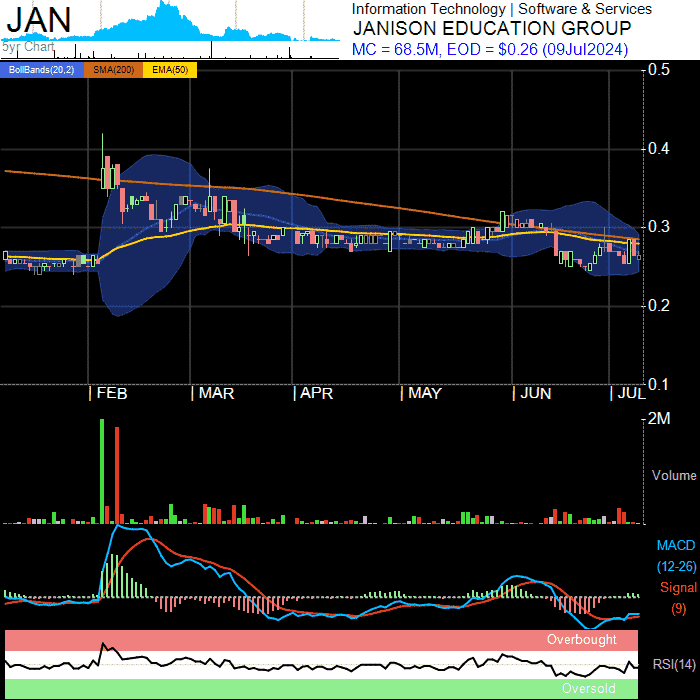 JAN
5yr Chart
Information Technology | Software & Services
JANISON EDUCATION GROUP
MC = 68.5M, EOD = $0.26 (09Jul2024)
BollBands(20,2) SMA(200) EMA(50)
0.5
0.4
0.3
0.2
0.1
| FEB | MAR | APR | MAY | JUN | JUL
2M
Volume
MACD
(12-26)
Signal
(9)
Overbought
RSI(14)
Oversold